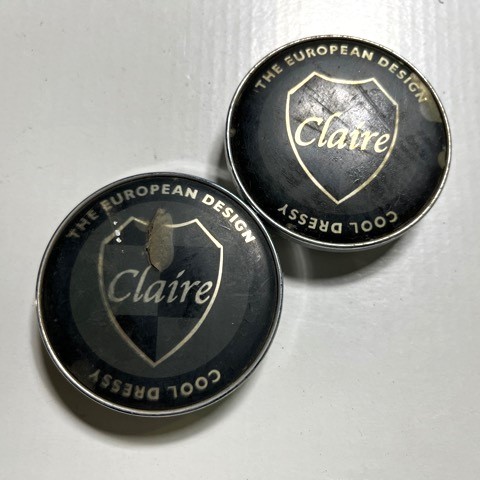 THE EUROPEAN DESIGN
Claire
COOL DRESSY
THE EUROPEAN DESIGN
Claire
COOL DRESSY